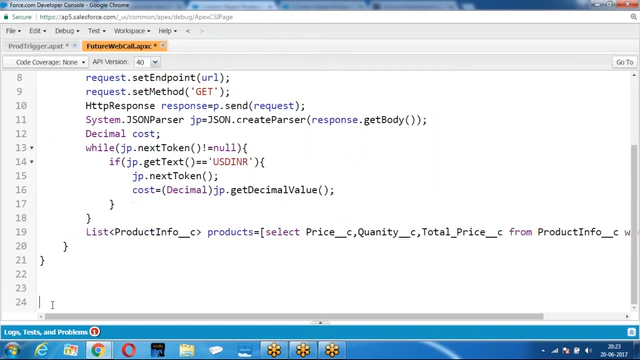 Force.com Developer Console - Google Chrome
Secure | https://ap5.salesforce.com/_ui/common/apex/debug/ApexCSIPage
File Edit Debug Test Workspace Help < >
ProdTrigger.apxt * FutureWebCall.apxc *
Code Coverage: None API Version: 40 Go To
8 request.setEndpoint(url);
9 request.setMethod('GET');
10 HttpResponse response=p.send(request);
11 System.JSONParser jp=JSON.createParser(response.getBody());
12 Decimal cost;
13 while(jp.nextToken()!=null){
14 if(jp.getText()=='USDINR'){
15 jp.nextToken();
16 cost=(Decimal)jp.getDecimalValue();
17 }
18 }
19 List<ProductInfo__c> products=[select Price__c,Quanity__c,Total_Price__c from ProductInfo__c w
20 }
21 }
22
23
24
Logs, Tests, and Problems 1
20:23
20-06-2017